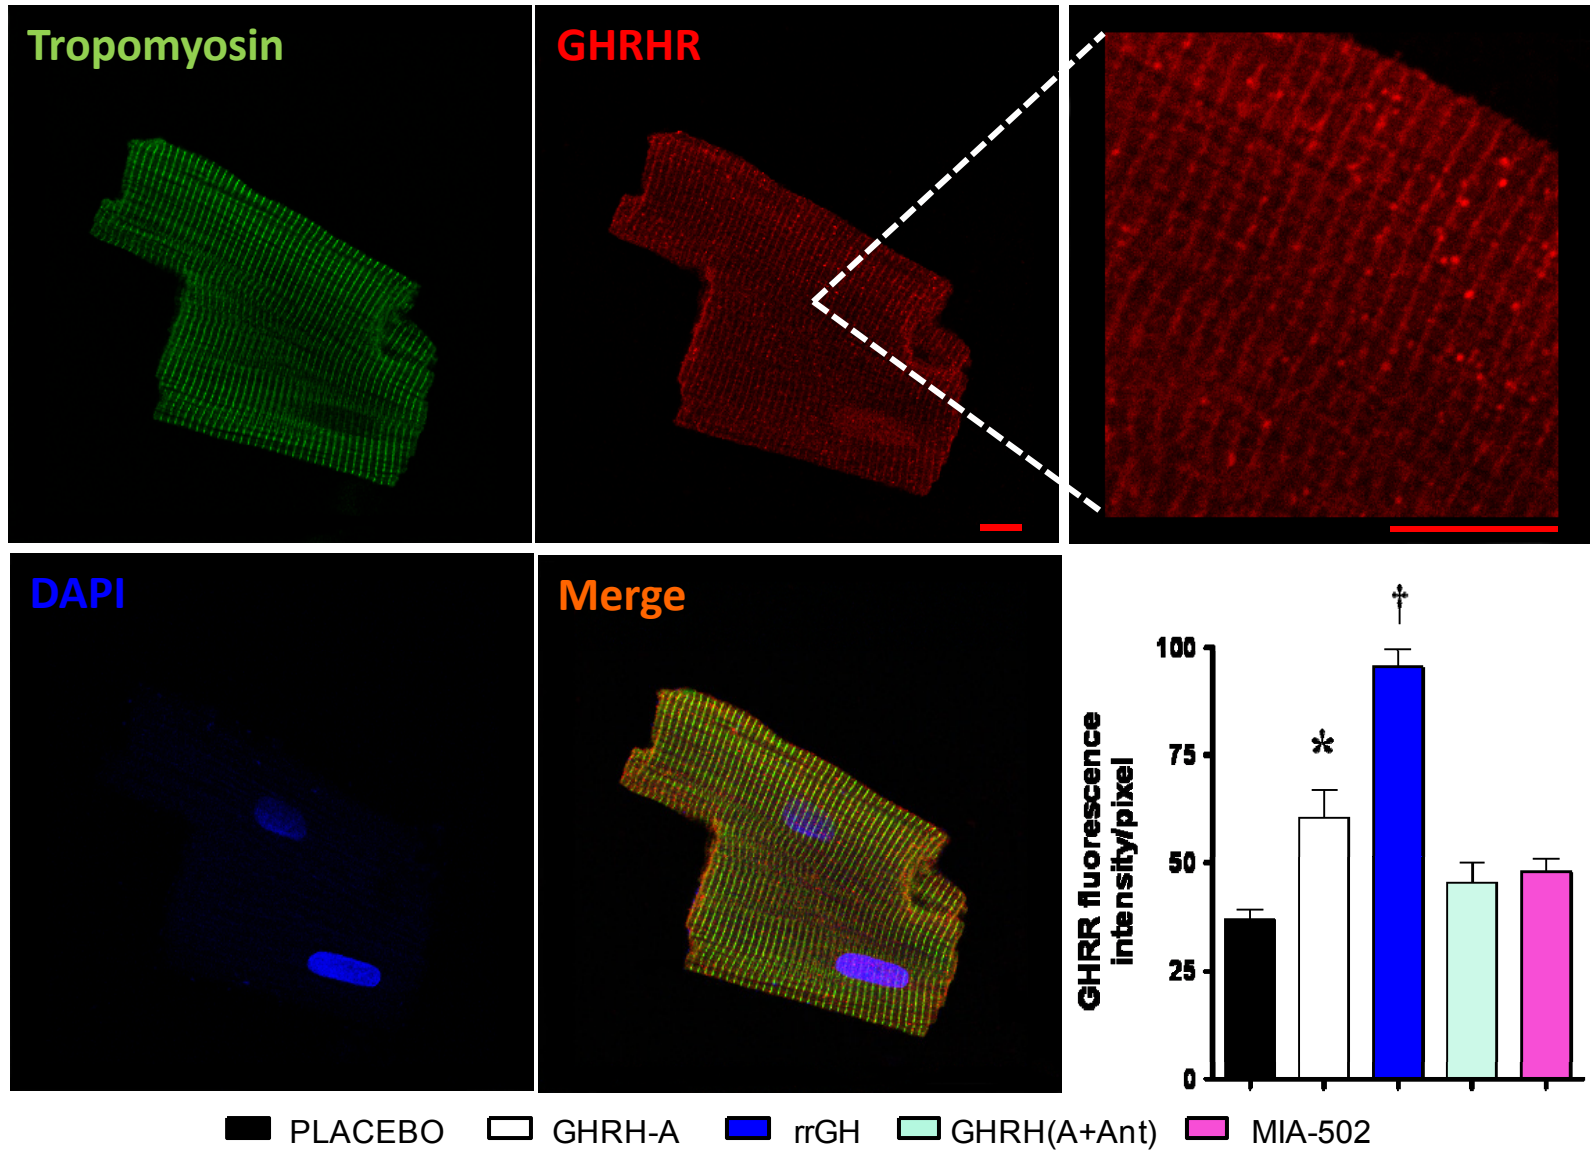 Tropomyosin
GHRHR
DAPI
Merge
†
*
100
75
50
25
0
GHRR fluorescence
intensity/pixel
PLACEBO
GHRH-A
rrGH
GHRH(A+Ant)
MIA-502